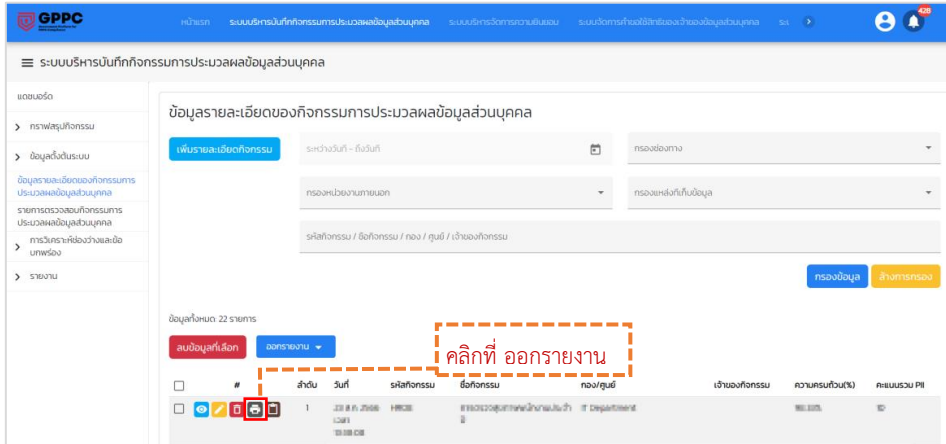 GPPC
หน้าแรก ระบบบริหารบันทึกกิจกรรมการประมวลผลข้อมูลส่วนบุคคล ระบบบริหารจัดการความยินยอม ระบบจัดการคำขอใช้สิทธิของเจ้าของข้อมูลส่วนบุคคล ระ 428
ระบบบริหารบันทึกกิจกรรมการประมวลผลข้อมูลส่วนบุคคล
แดชบอร์ด
กราฟสรุปกิจกรรม
ข้อมูลตั้งต้นระบบ
ข้อมูลรายละเอียดของกิจกรรมการ
ประมวลผลข้อมูลส่วนบุคคล
รายการตรวจสอบกิจกรรมการ
ประมวลผลข้อมูลส่วนบุคคล
การวิเคราะห์ช่องว่างและข้อ
บกพร่อง
รายงาน
ข้อมูลรายละเอียดของกิจกรรมการประมวลผลข้อมูลส่วนบุคคล
เพิ่มรายละเอียดกิจกรรม ระหว่างวันที่ - ถึงวันที่ กรองช่องทาง
กรองหน่วยงานภายนอก กรองแหล่งที่เก็บข้อมูล
รหัสกิจกรรม / ชื่อกิจกรรม / กอง / ศูนย์ / เจ้าของกิจกรรม
กรองข้อมูล ล้างการกรอง
ข้อมูลทั้งหมด 22 รายการ
ลบข้อมูลที่เลือก ออกรายงาน
คลิกที่ ออกรายงาน
# ลำดับ วันที่ รหัสกิจกรรม ชื่อกิจกรรม กอง/ศูนย์ เจ้าของกิจกรรม ความครบถ้วน(%) คะแนนรวม PII
1 IT Department